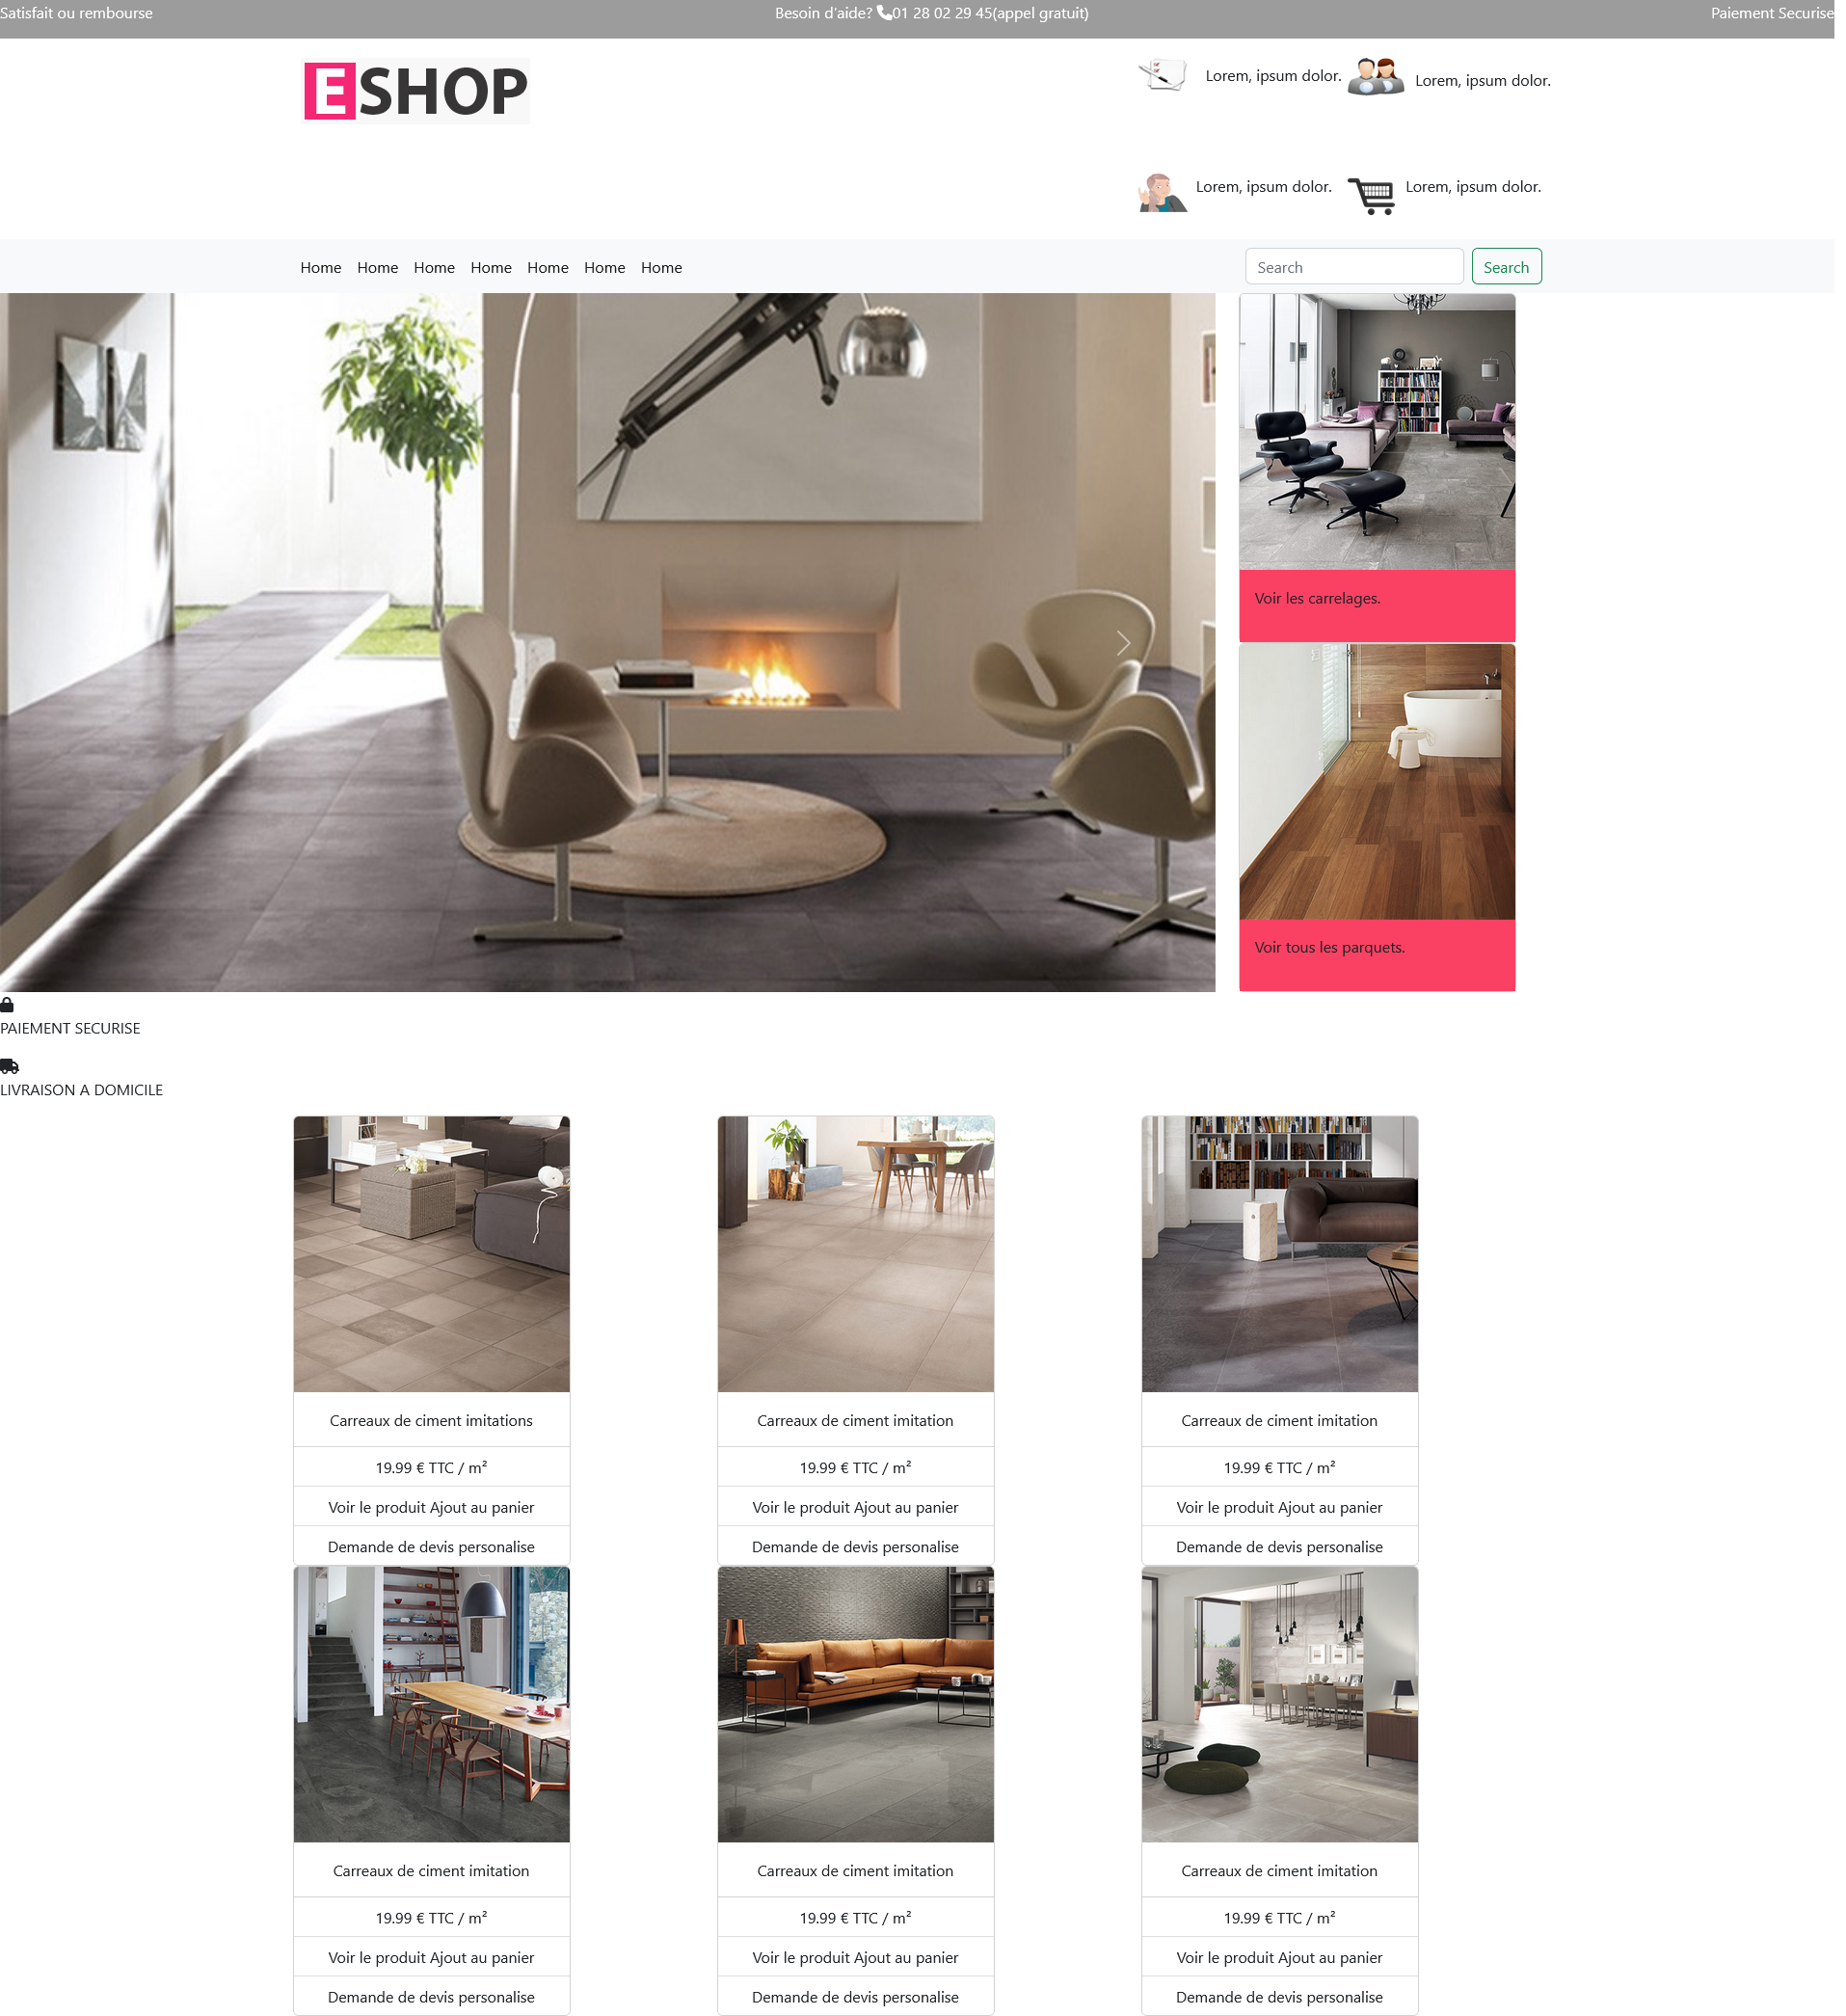 Satisfait ou rembourse Besoin d'aide? 01 28 02 29 45(appel gratuit) Paiement Securise
ESHOP
Lorem, ipsum dolor. Lorem, ipsum dolor.
Lorem, ipsum dolor. Lorem, ipsum dolor.
Home Home Home Home Home Home Home Search Search
Voir les carrelages.
Voir tous les parquets.
PAIEMENT SECURISE
LIVRAISON A DOMICILE
Carreaux de ciment imitations Carreaux de ciment imitation Carreaux de ciment imitation
19.99 € TTC / m² 19.99 € TTC / m² 19.99 € TTC / m²
Voir le produit Ajout au panier Voir le produit Ajout au panier Voir le produit Ajout au panier
Demande de devis personalise Demande de devis personalise Demande de devis personalise
Carreaux de ciment imitation Carreaux de ciment imitation Carreaux de ciment imitation
19.99 € TTC / m² 19.99 € TTC / m² 19.99 € TTC / m²
Voir le produit Ajout au panier Voir le produit Ajout au panier Voir le produit Ajout au panier
Demande de devis personalise Demande de devis personalise Demande de devis personalise